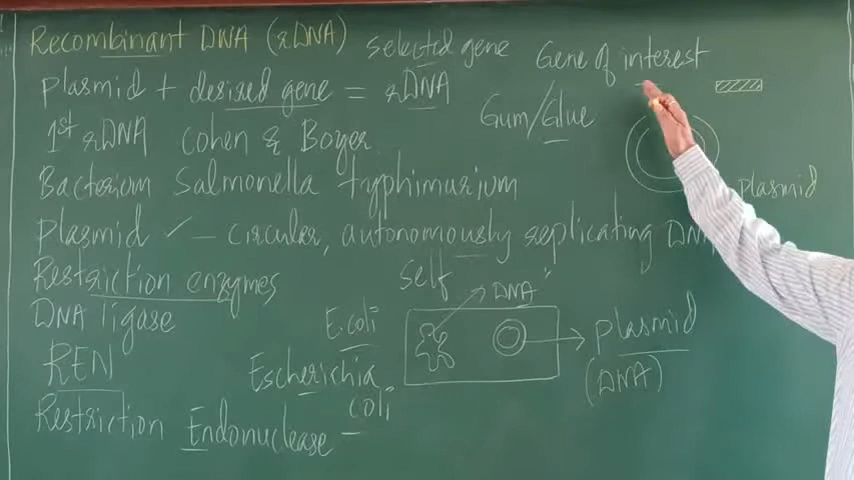 Recombinant DNA (rDNA) selected gene Gene of interest
plasmid + desired gene = rDNA
Gum/Glue
1st rDNA Cohen & Boyer
Bacterium Salmonella typhimurium
plasmid
Plasmid ✓ – circular, autonomously replicating DNA
Restriction enzymes self
DNA
DNA ligase E.coli
plasmid
(DNA)
REN Escherichia
coli
Restriction Endonuclease